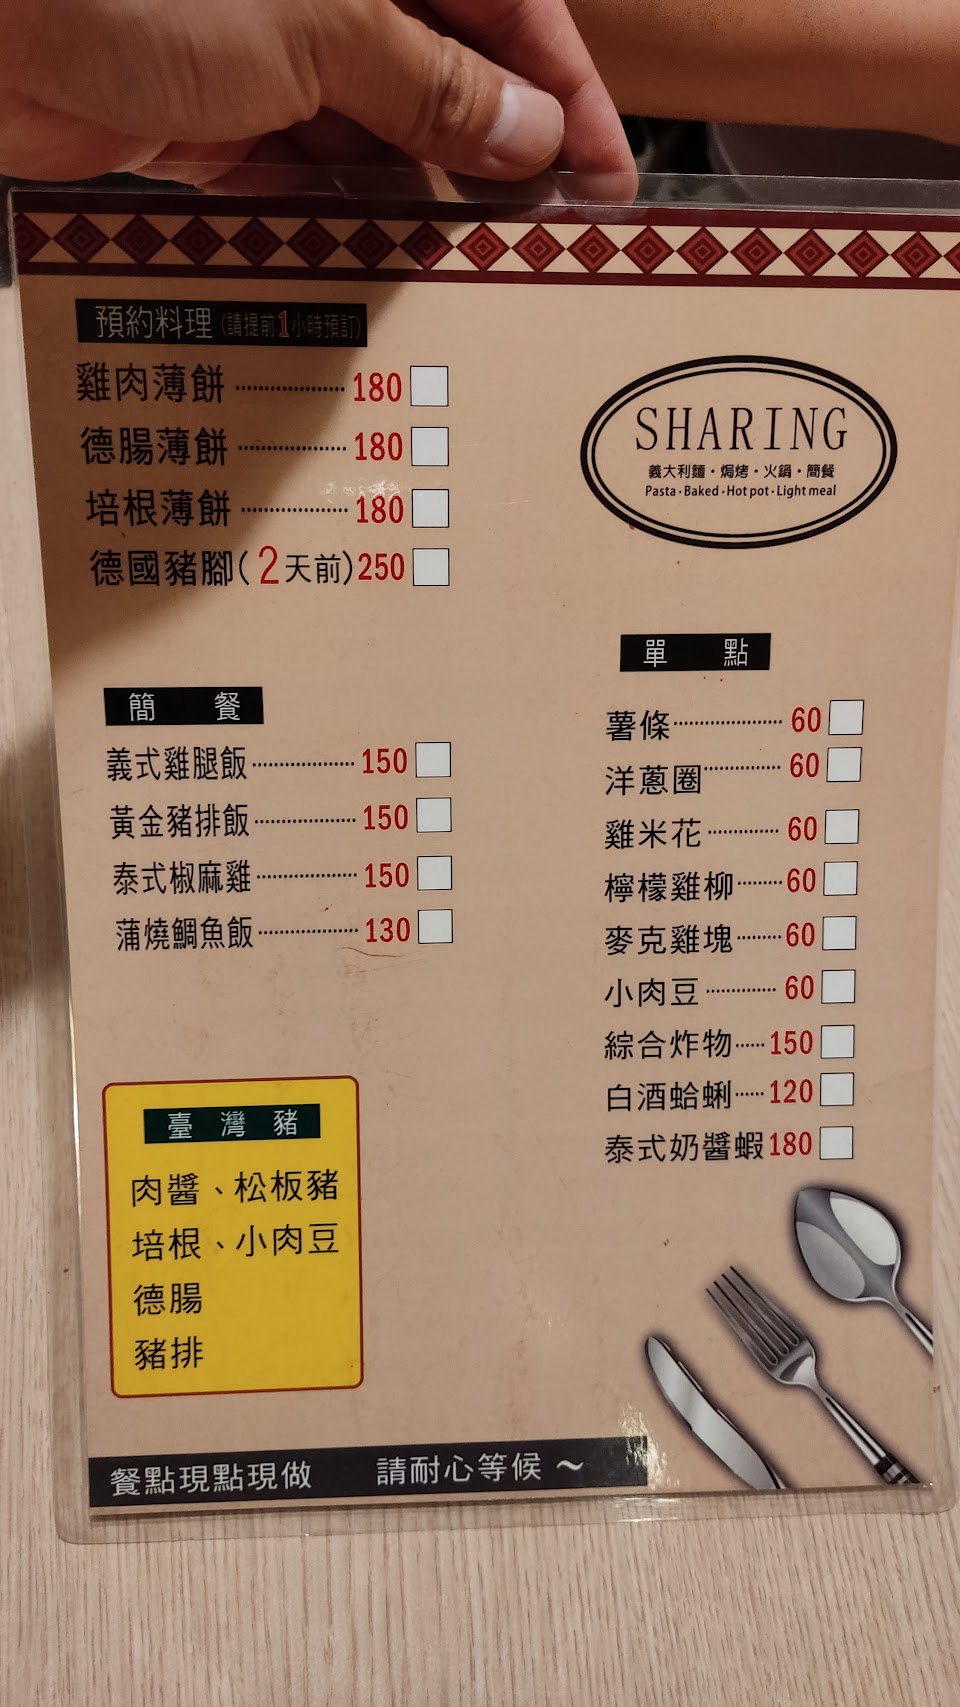 預約料理(請提前1小時預訂)
雞肉薄餅 180
德腸薄餅 180
培根薄餅 180
德國豬腳(2天前)250
SHARING
義大利麵・焗烤・火鍋・簡餐
Pasta・Baked・Hot pot・Light meal
簡 餐
義式雞腿飯 150
黃金豬排飯 150
泰式椒麻雞 150
蒲燒鯛魚飯 130
單 點
薯條 60
洋蔥圈 60
雞米花 60
檸檬雞柳 60
麥克雞塊 60
小肉豆 60
綜合炸物 150
白酒蛤蜊 120
泰式奶醬蝦 180
臺 灣 豬
肉醬、松板豬
培根、小肉豆
德腸
豬排
餐點現點現做 請耐心等候～